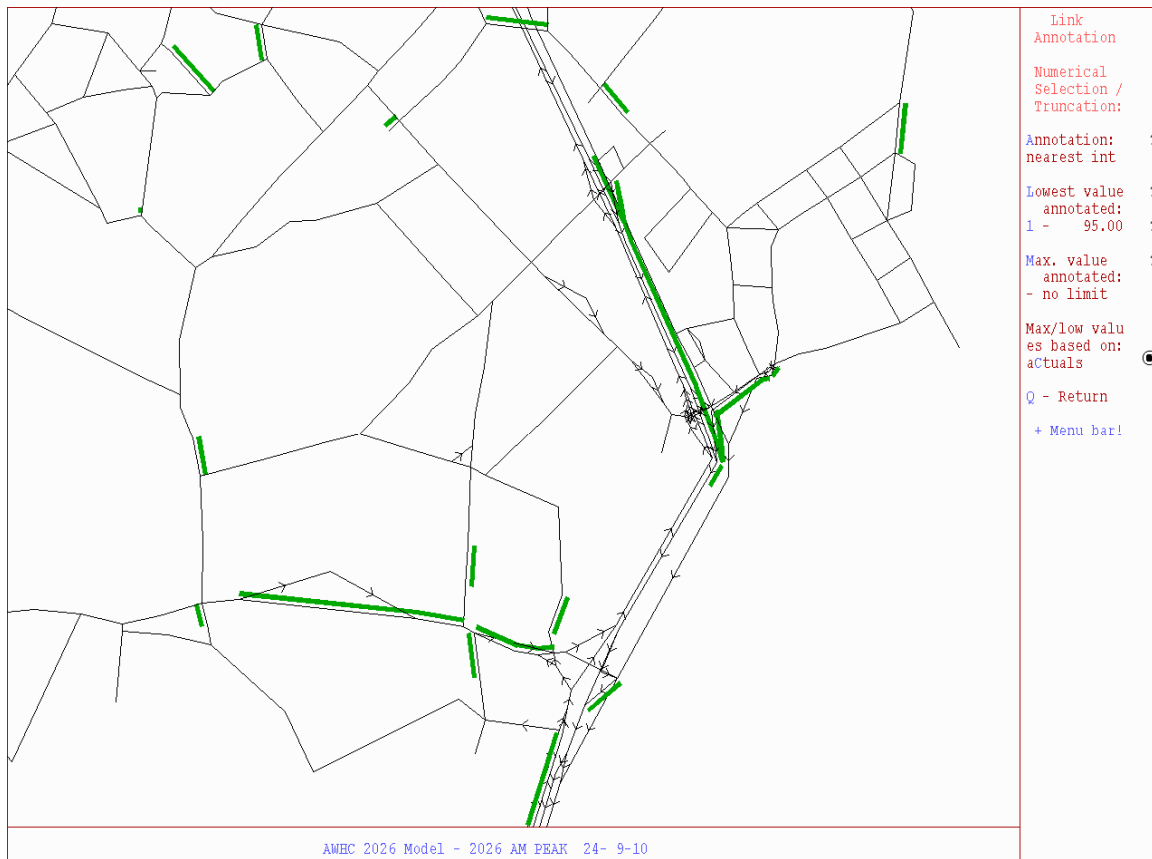 Link
Annotation
Numerical
Selection /
Truncation:
Annotation: ?
nearest int
Lowest value ?
annotated:
1 - 95.00 ?
Max. value ?
annotated:
- no limit
Max/low valu
es based on:
aCtuals
Q - Return
+ Menu bar!
AWHC 2026 Model - 2026 AM PEAK 24- 9-10